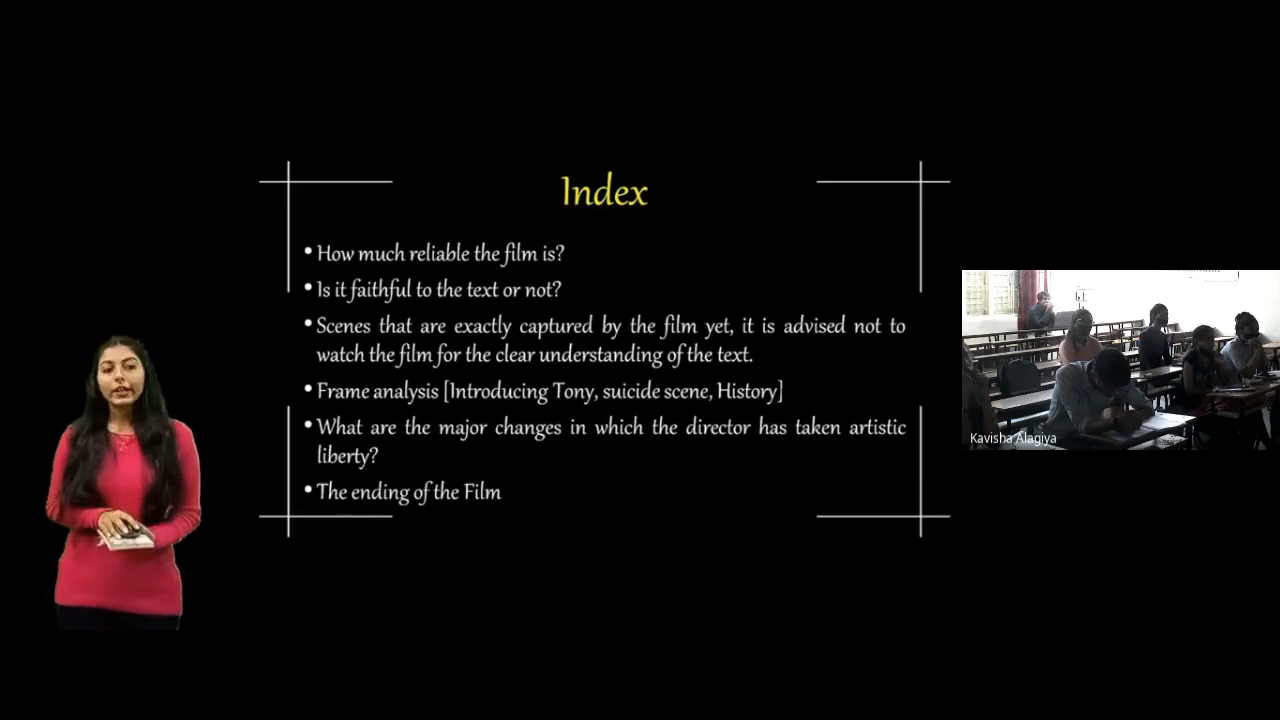 Index
• How much reliable the film is?
• Is it faithful to the text or not?
• Scenes that are exactly captured by the film yet, it is advised not to
watch the film for the clear understanding of the text.
• Frame analysis [Introducing Tony, suicide scene, History]
• What are the major changes in which the director has taken artistic
liberty?
• The ending of the Film
Kavisha Alagiya